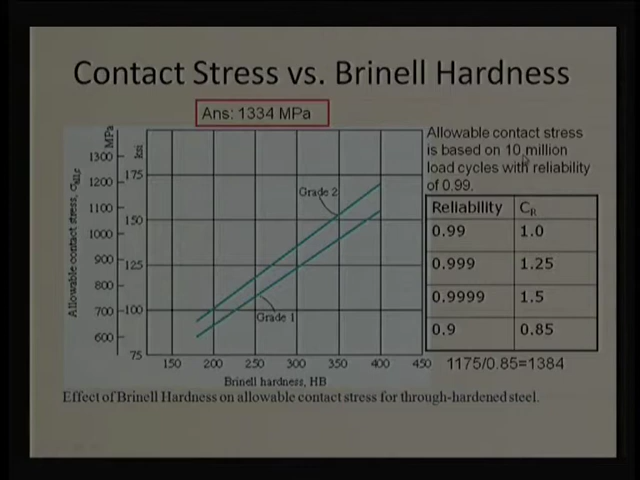 Contact Stress vs. Brinell Hardness
Ans: 1334 MPa
Allowable contact stress
is based on 10 million
load cycles with reliability
of 0.99.
Reliability CR
0.99 1.0
0.999 1.25
0.9999 1.5
0.9 0.85
1175/0.85=1384
MPa
ksi
1300
1200
1100
1000
900
800
700
600
175
150
125
100
75
Allowable contact stress, σall,c
Grade 2
Grade 1
150 200 250 300 350 400 450
Brinell hardness, HB
Effect of Brinell Hardness on allowable contact stress for through-hardened steel.